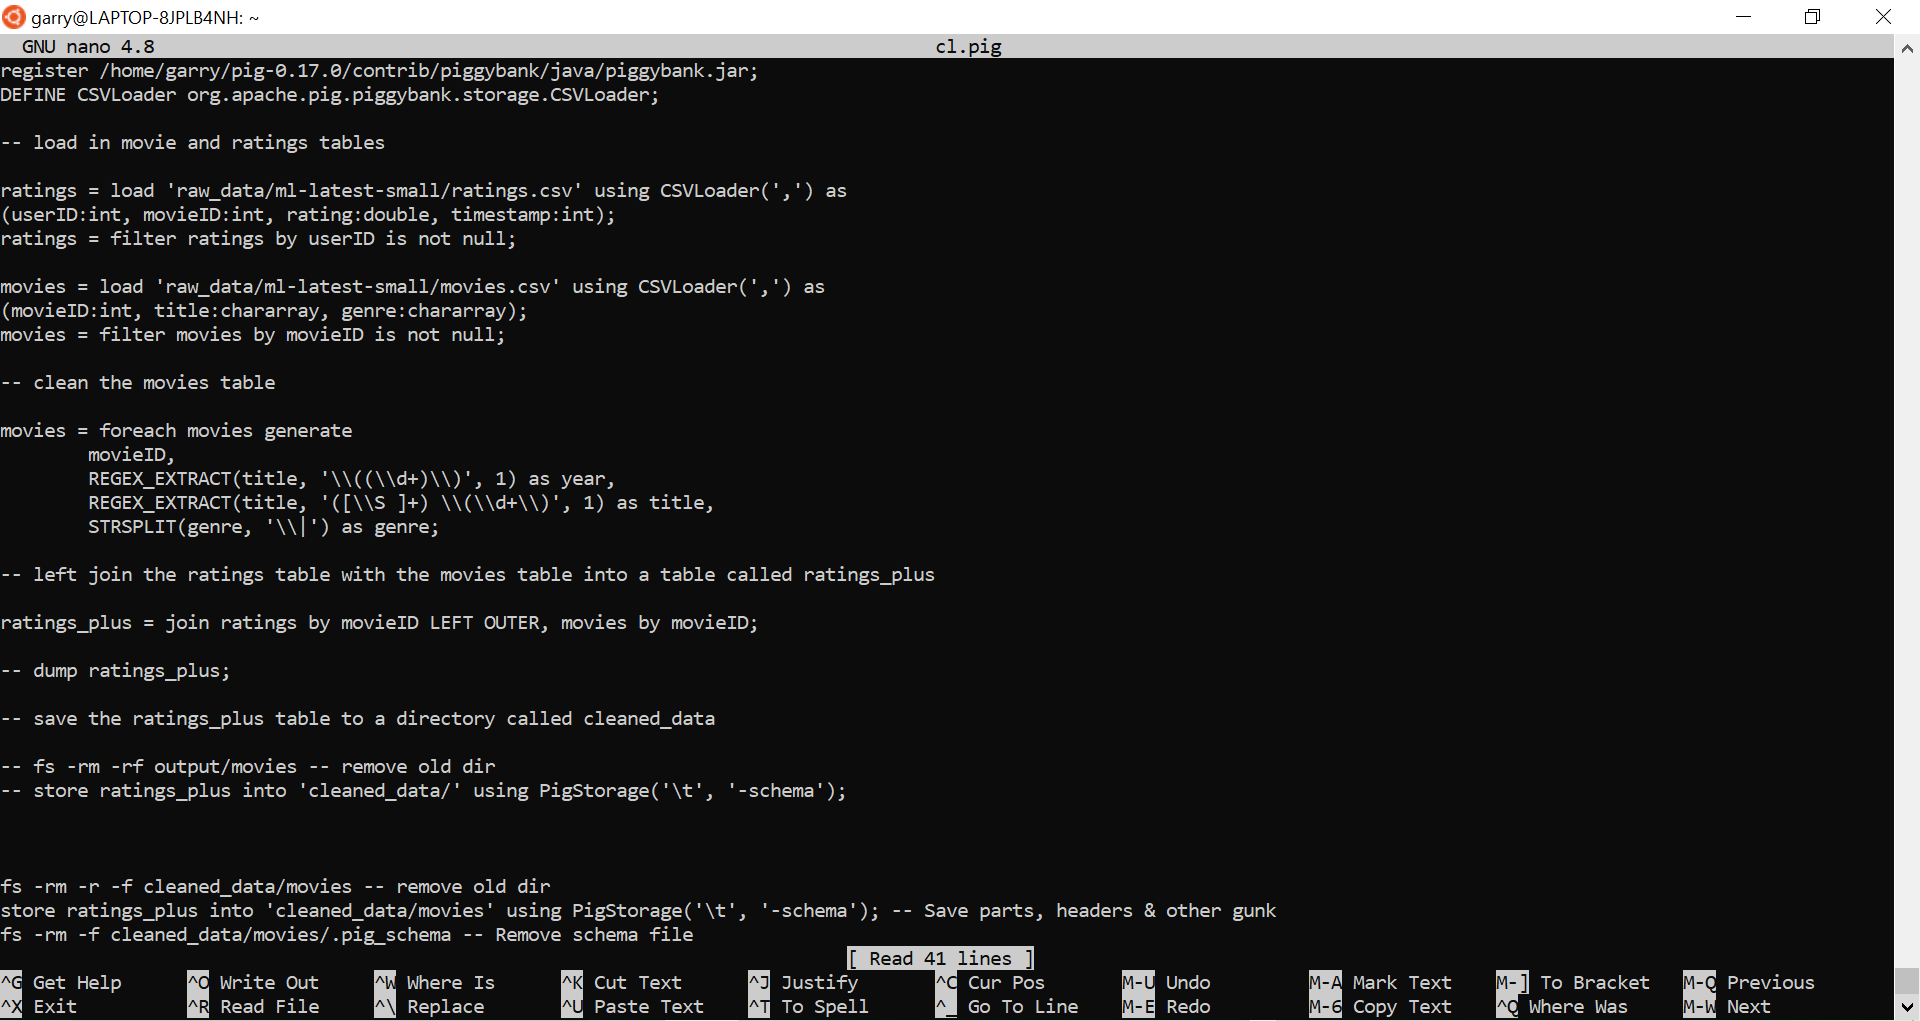 garry@LAPTOP-8JPLB4NH: ~
GNU nano 4.8 cl.pig
register /home/garry/pig-0.17.0/contrib/piggybank/java/piggybank.jar;
DEFINE CSVLoader org.apache.pig.piggybank.storage.CSVLoader;
-- load in movie and ratings tables
ratings = load 'raw_data/ml-latest-small/ratings.csv' using CSVLoader(',') as
(userID:int, movieID:int, rating:double, timestamp:int);
ratings = filter ratings by userID is not null;
movies = load 'raw_data/ml-latest-small/movies.csv' using CSVLoader(',') as
(movieID:int, title:chararray, genre:chararray);
movies = filter movies by movieID is not null;
-- clean the movies table
movies = foreach movies generate
movieID,
REGEX_EXTRACT(title, '\\((\\d+)\\)', 1) as year,
REGEX_EXTRACT(title, '([\\S ]+) \\(\\d+\\)', 1) as title,
STRSPLIT(genre, '\\|') as genre;
-- left join the ratings table with the movies table into a table called ratings_plus
ratings_plus = join ratings by movieID LEFT OUTER, movies by movieID;
-- dump ratings_plus;
-- save the ratings_plus table to a directory called cleaned_data
-- fs -rm -rf output/movies -- remove old dir
-- store ratings_plus into 'cleaned_data/' using PigStorage('\t', '-schema');
fs -rm -r -f cleaned_data/movies -- remove old dir
store ratings_plus into 'cleaned_data/movies' using PigStorage('\t', '-schema'); -- Save parts, headers & other gunk
fs -rm -f cleaned_data/movies/.pig_schema -- Remove schema file
[ Read 41 lines ]
^G Get Help ^O Write Out ^W Where Is ^K Cut Text ^J Justify ^C Cur Pos M-U Undo M-A Mark Text M-] To Bracket M-Q Previous
^X Exit ^R Read File ^\ Replace ^U Paste Text ^T To Spell ^_ Go To Line M-E Redo M-6 Copy Text ^Q Where Was M-W Next